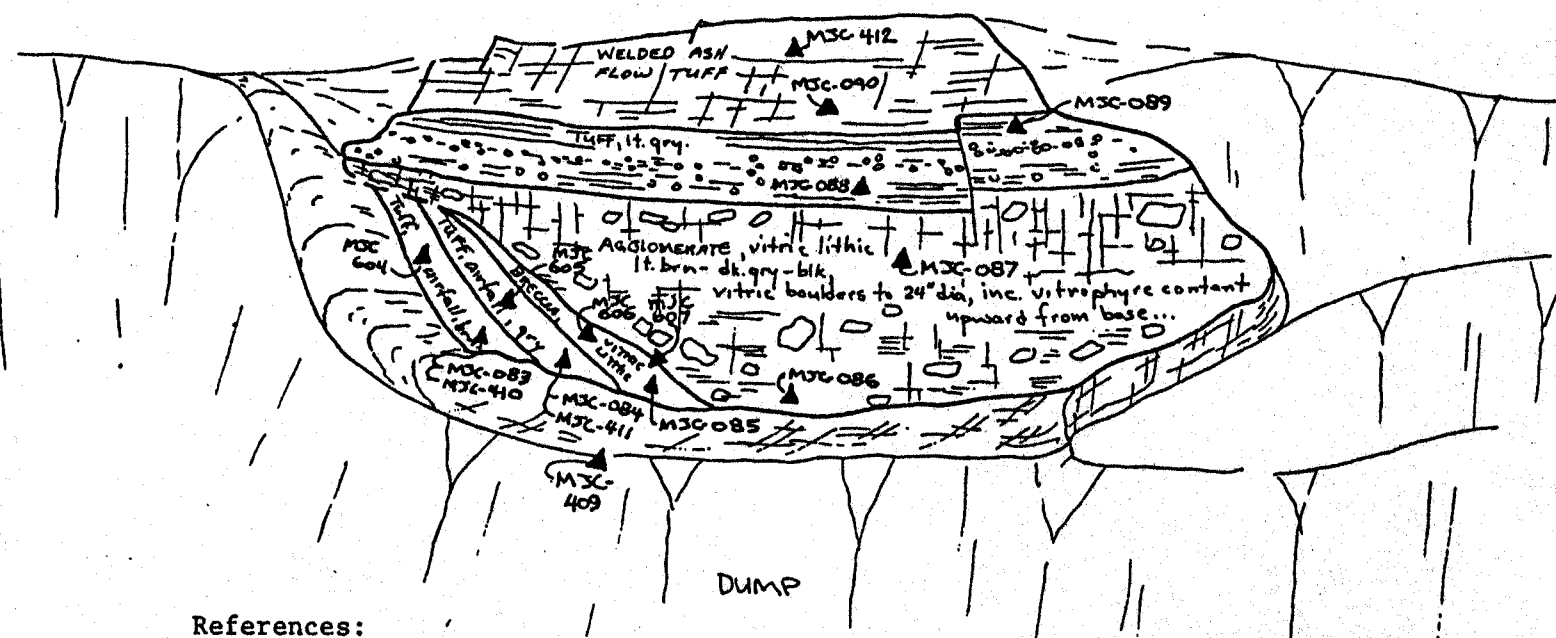 MJC-412
WELDED ASH
FLOW TUFF
MJC-090
MJC-089
TUFF, lt. gry.
MJC 088
TUFF,
airfall, brn
MJC
604
TUFF, airfall, gry
BRECCIA,
vitric
lithic
MJC
605
MJC
606
MJC
607
AGGLOMERATE, vitric lithic
lt. brn - dk. gry - blk,
vitric boulders to 24" dia, inc. vitrophyre content
upward from base...
MJC-087
MJC-086
MJC-083
MJC-410
MJC-084
MJC-411
MJC-085
MJC-
409
DUMP
References: